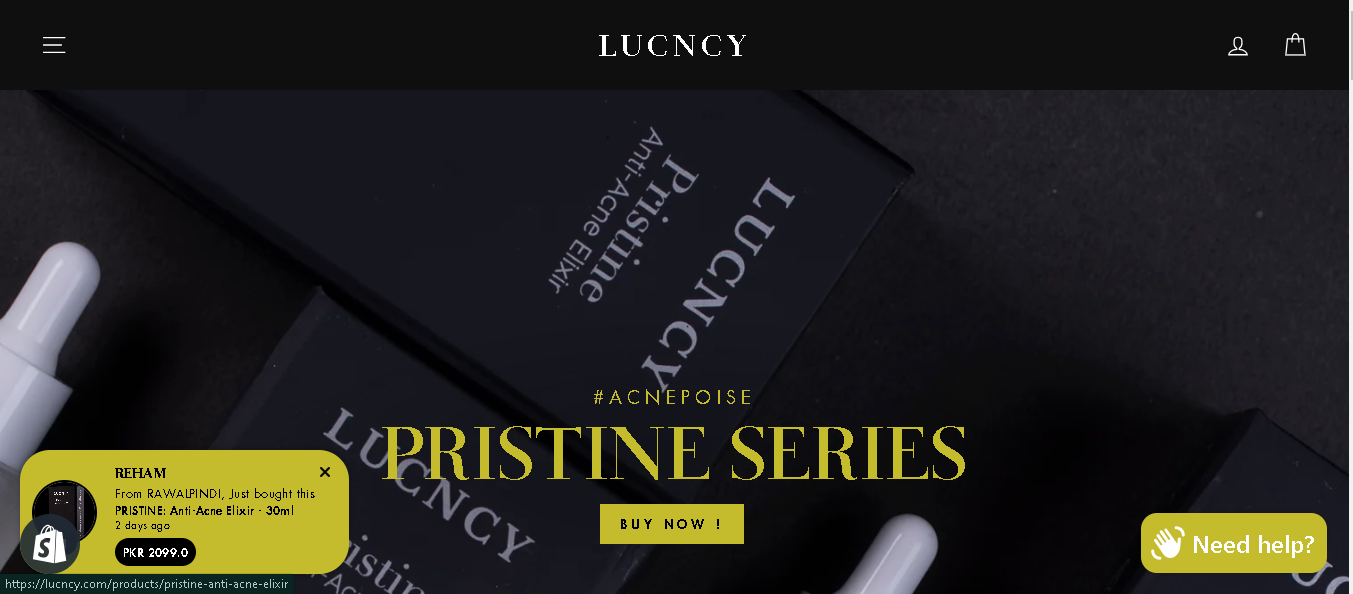 LUCNCY
Pristine
Anti-Acne Elixir
LUCNCY
#ACNEPOISE
PRISTINE SERIES
BUY NOW !
LUCNCY
REHAM
From RAWALPINDI, Just bought this
PRISTINE: Anti-Acne Elixir - 30ml
2 days ago
PKR 2099.0
Need help?
https://lucncy.com/products/pristine-anti-acne-elixir